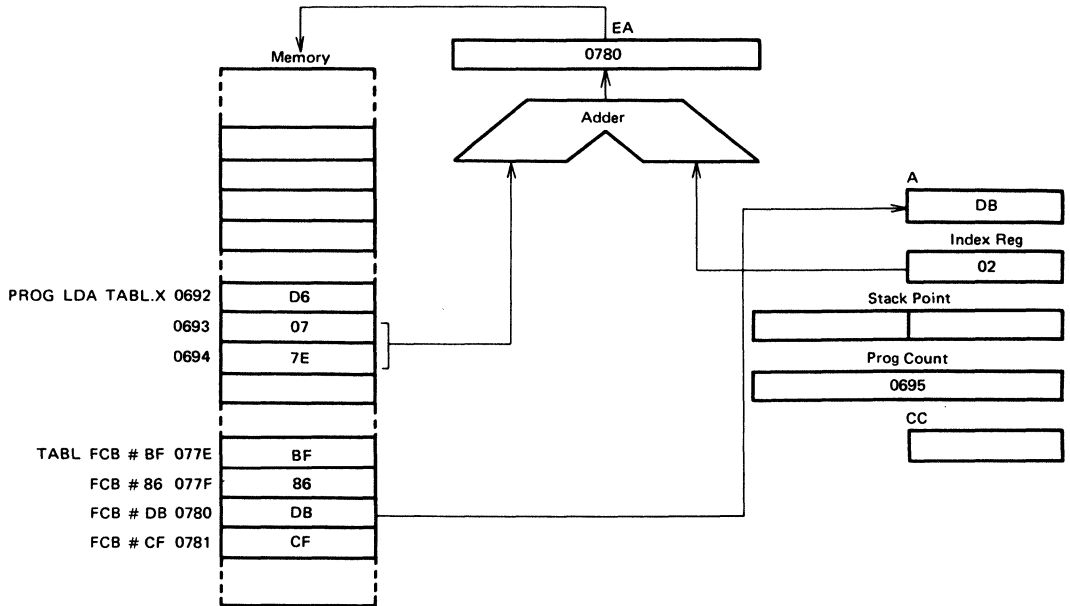 EA
0780
Memory
Adder
A
DB
Index Reg
02
Stack Point
Prog Count
0695
CC
PROG LDA TABL.X 0692 D6
0693 07
0694 7E
TABL FCB # BF 077E BF
FCB # 86 077F 86
FCB # DB 0780 DB
FCB # CF 0781 CF